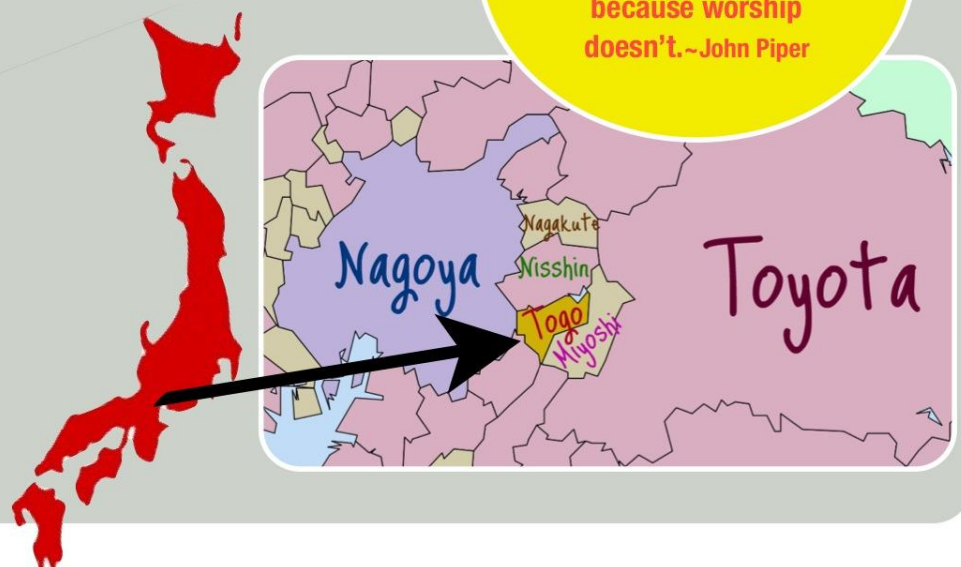 because worship
doesn't.~John Piper
Nagakute
Nagoya
Nisshin
Toyota
Togo
Miyoshi